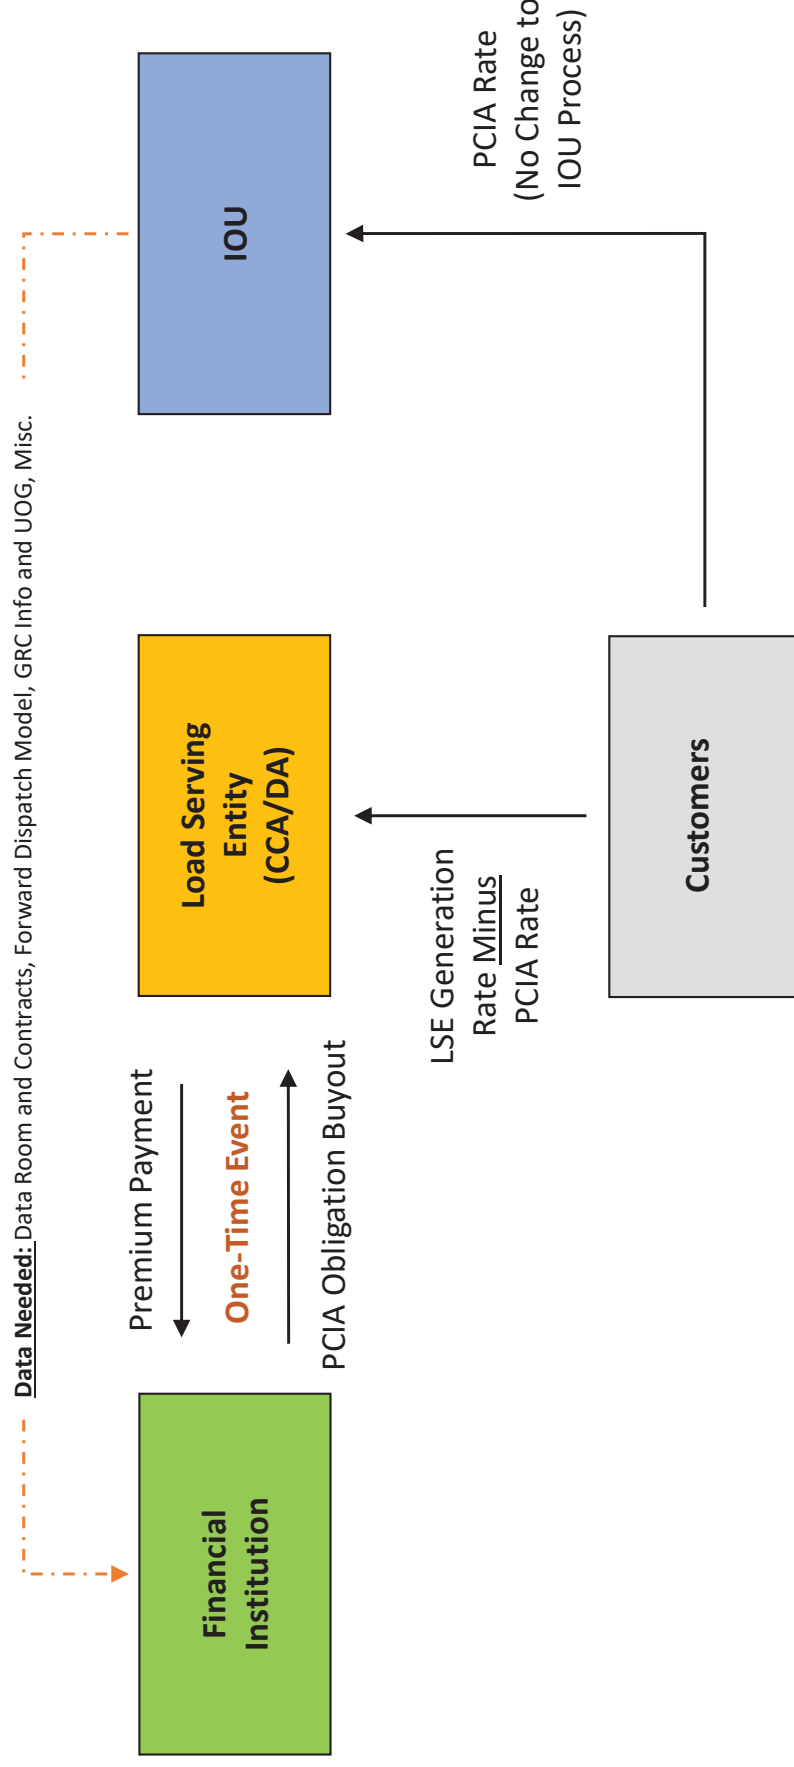 Data Needed: Data Room and Contracts, Forward Dispatch Model, GRC Info and UOG, Misc.
Financial
Institution
Premium Payment
One-Time Event
PCIA Obligation Buyout
Load Serving
Entity
(CCA/DA)
IOU
LSE Generation
Rate Minus
PCIA Rate
PCIA Rate
(No Change to
IOU Process)
Customers